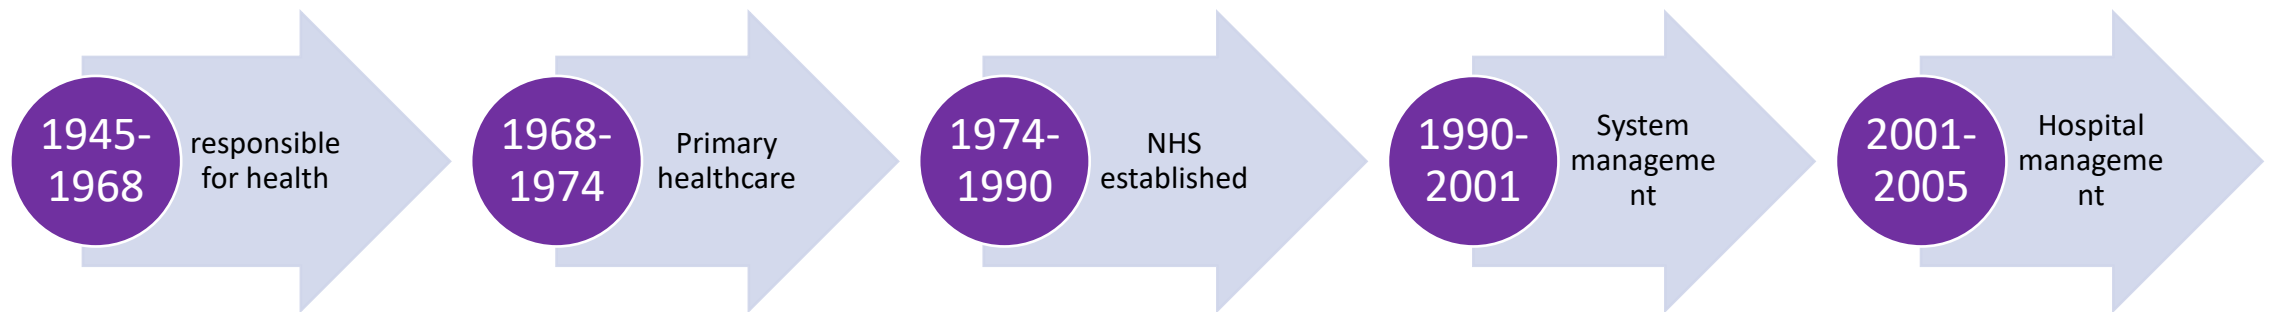 1945-
1968
responsible
for health
1968-
1974
Primary
healthcare
1974-
1990
NHS
established
1990-
2001
System
manageme
nt
2001-
2005
Hospital
manageme
nt